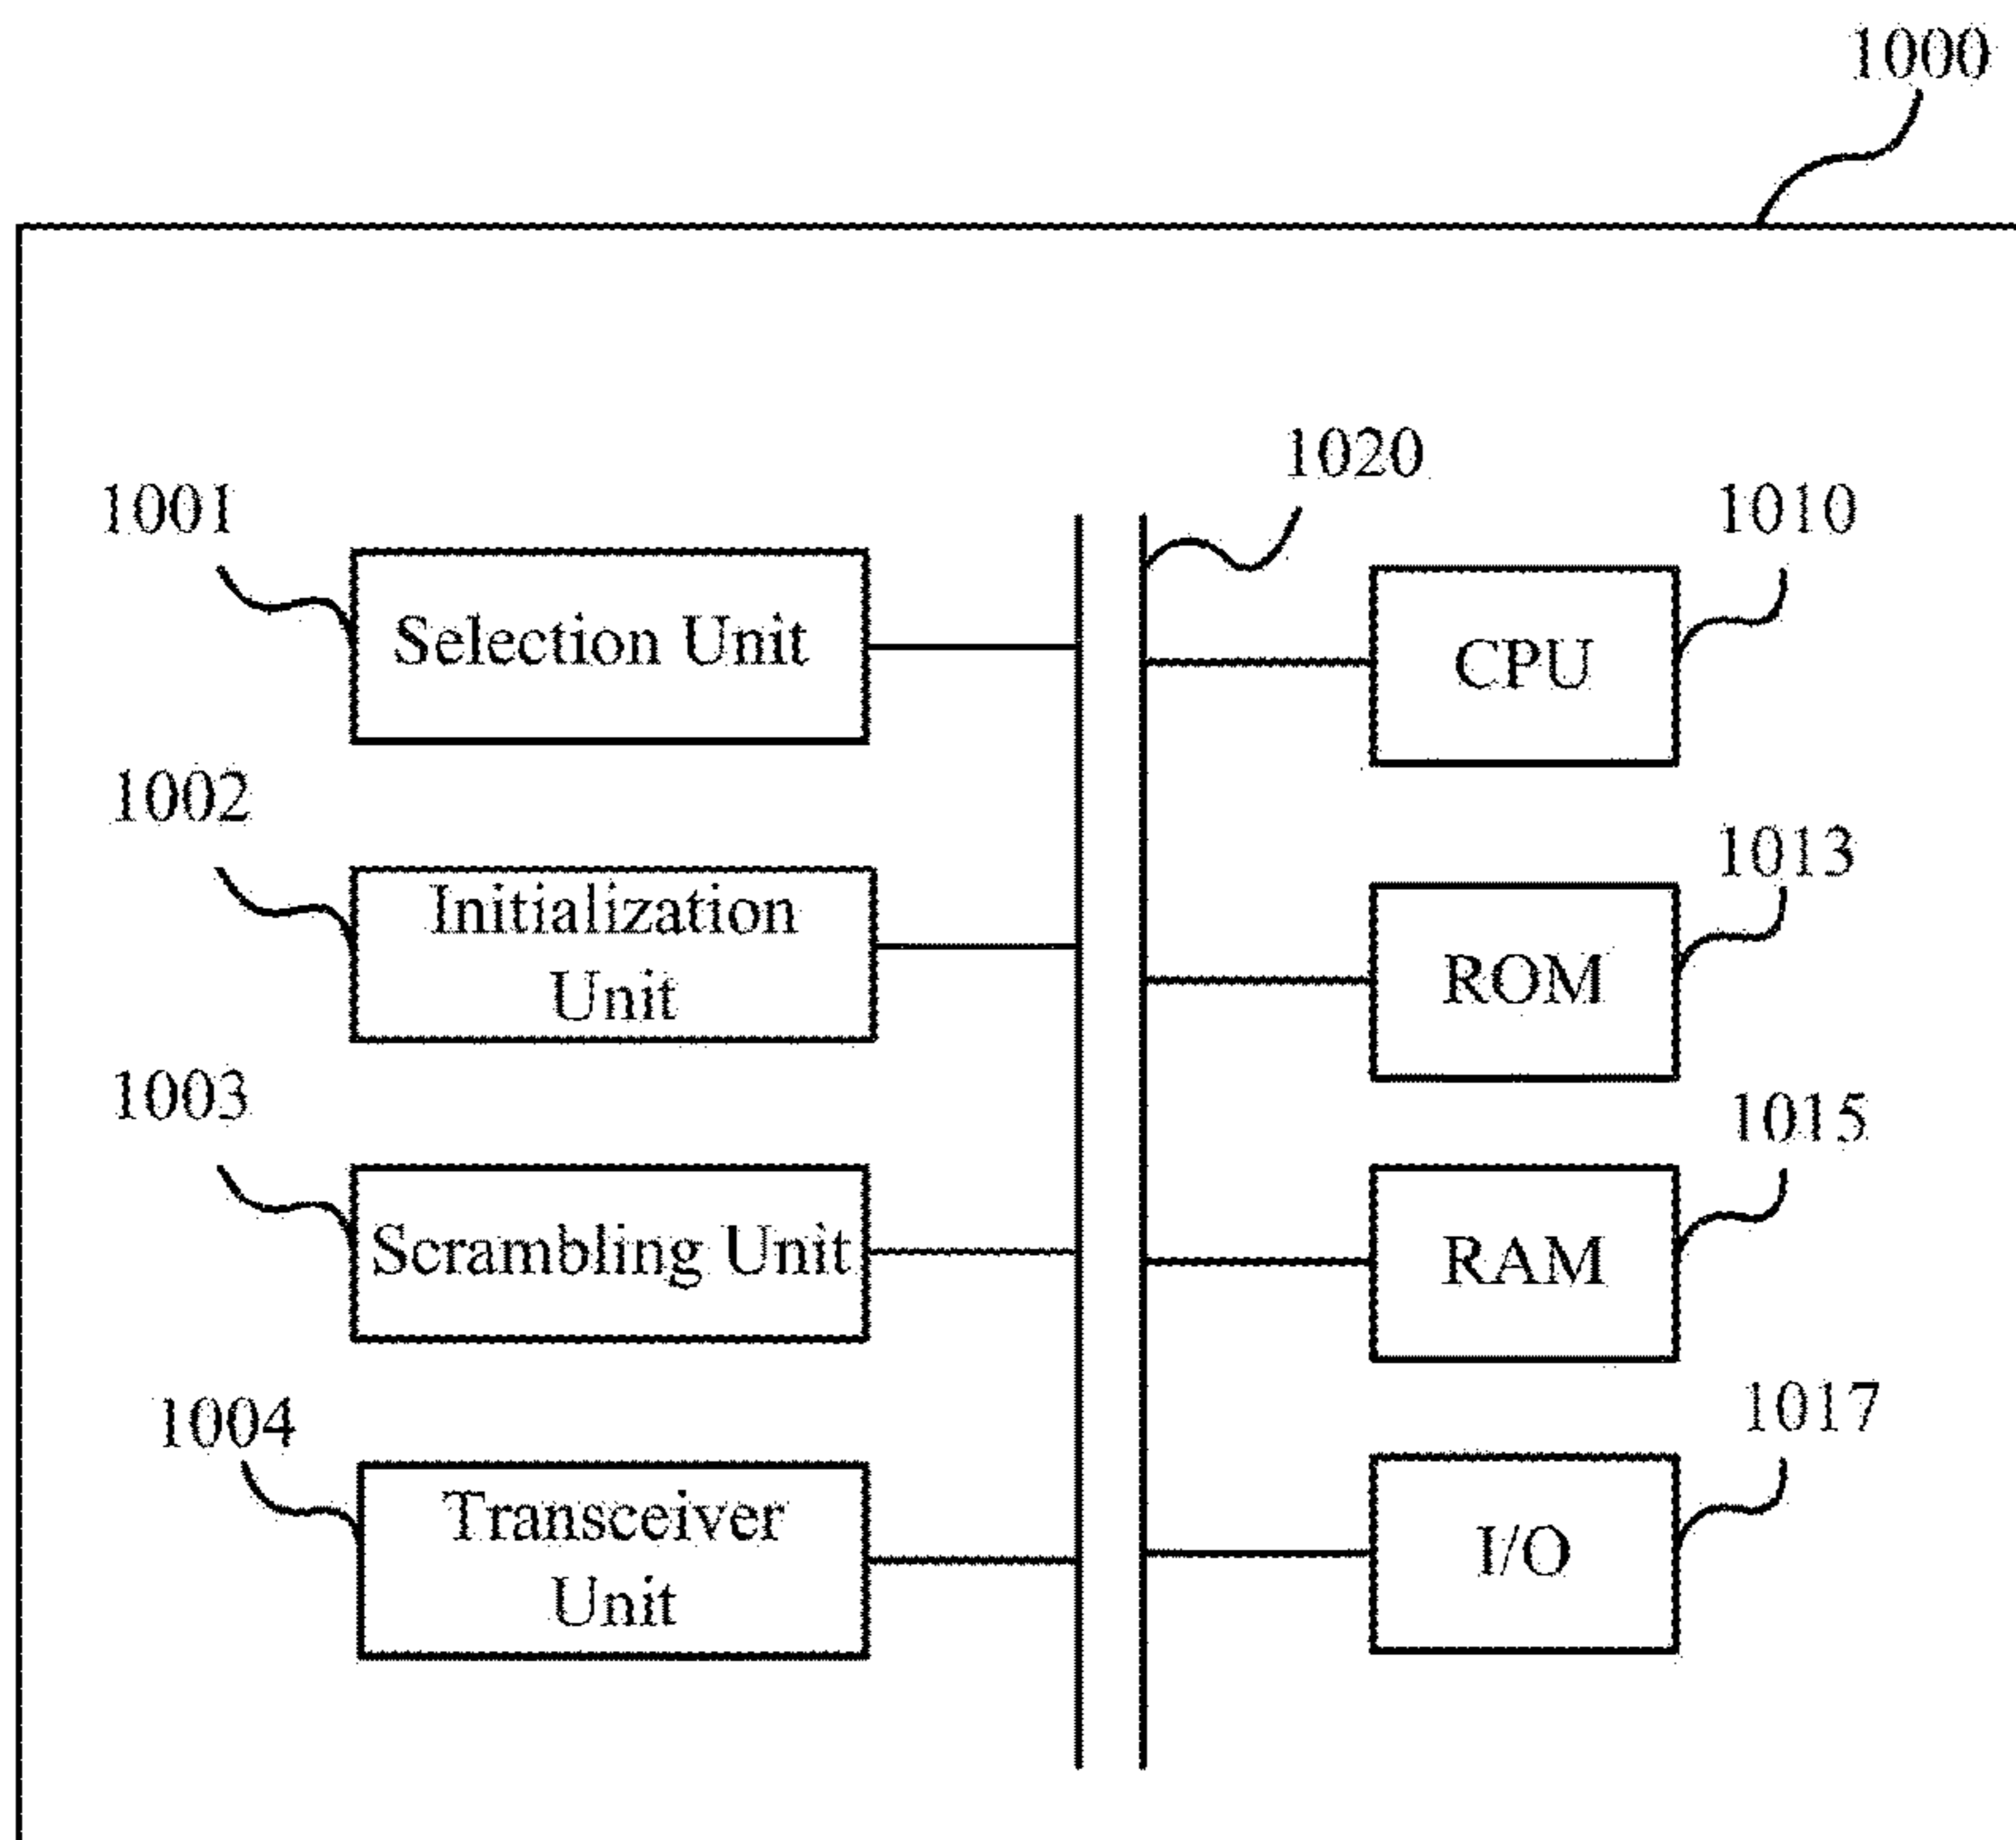 1000
1020
1001
1010
Selection Unit
CPU
1002
1013
Initialization
Unit
ROM
1003
1015
Scrambling Unit
RAM
1004
1017
Transceiver
Unit
I/O